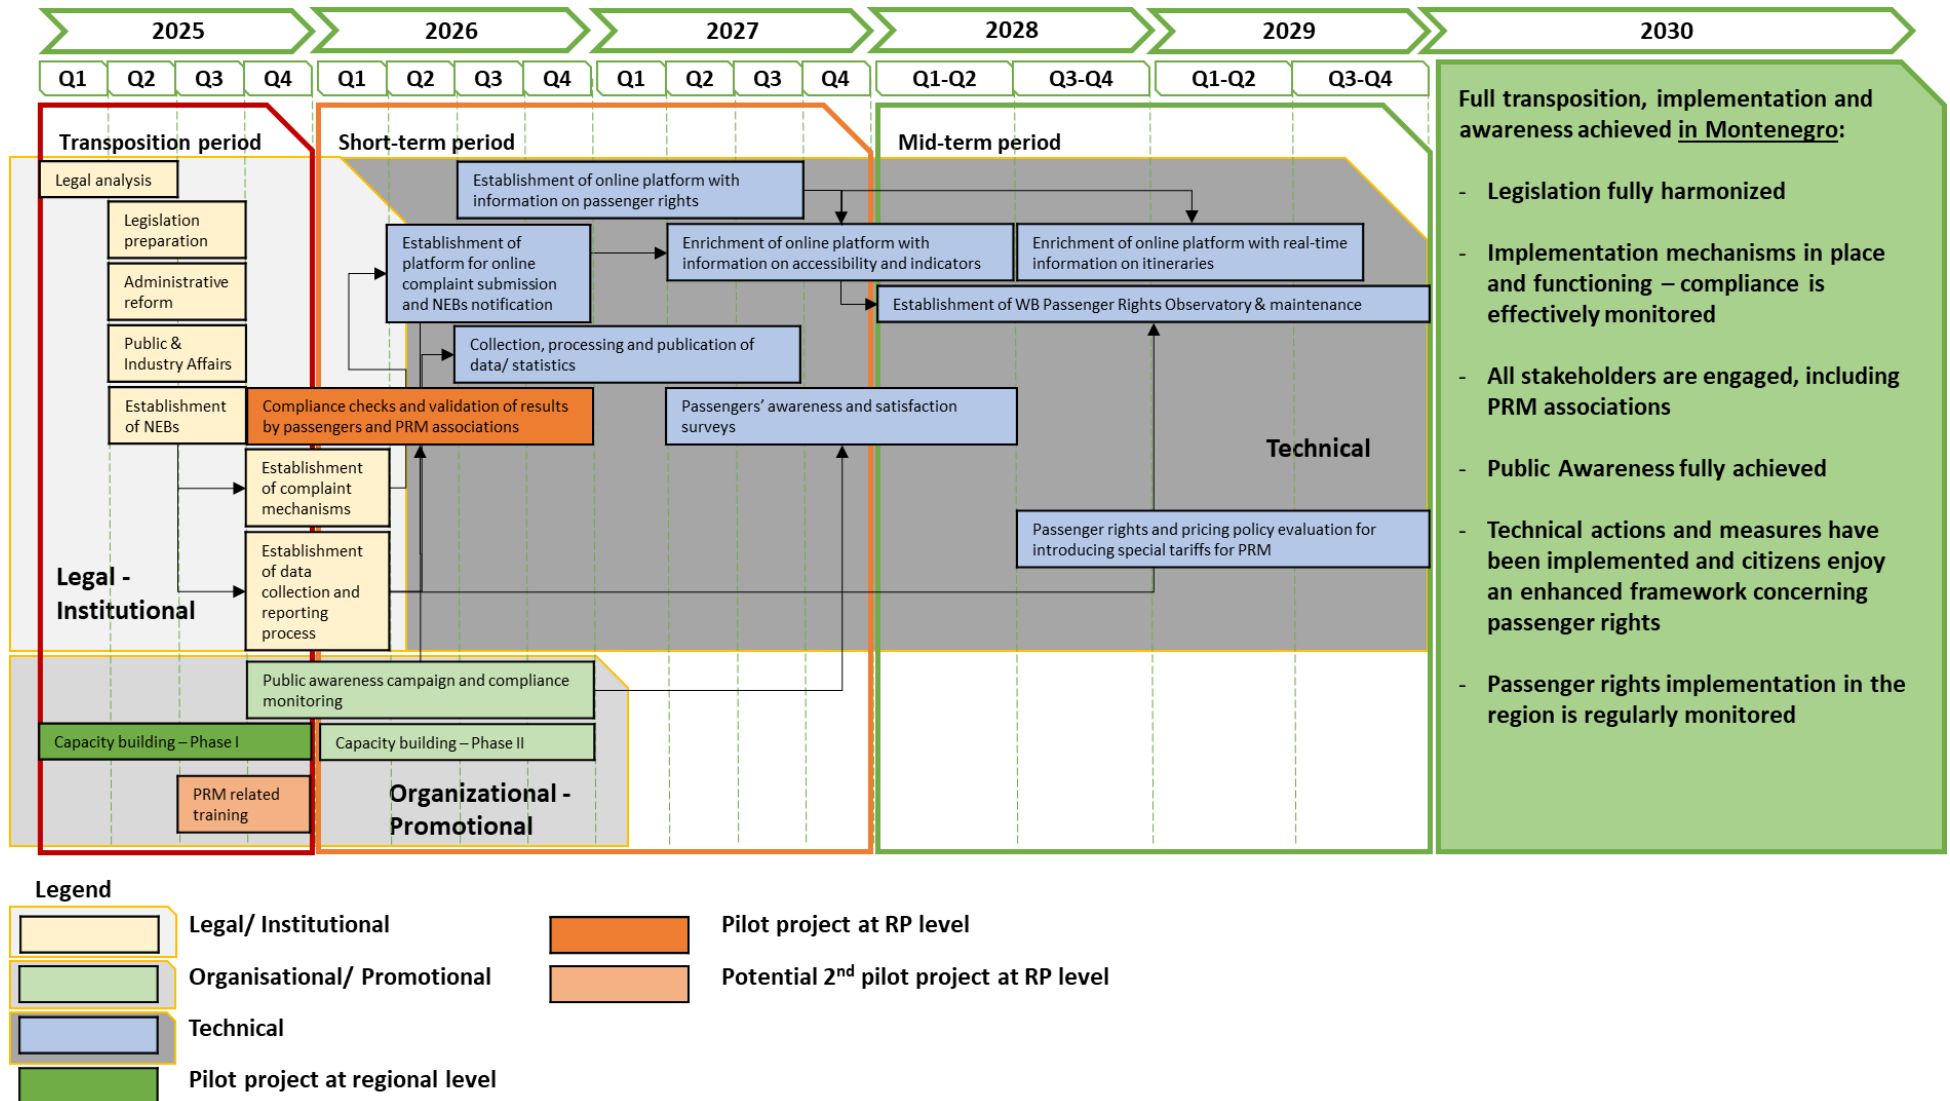 2025
2026
2027
2028
2029
2030
Q1
Q2
Q3
Q4
Q1
Q2
Q3
Q4
Q1
Q2
Q3
Q4
Q1-Q2
Q3-Q4
Q1-Q2
Q3-Q4
Transposition period
Short-term period
Mid-term period
Legal analysis
Legislation
preparation
Administrative
reform
Public &
Industry Affairs
Establishment
of NEBs
Establishment of online platform with
information on passenger rights
Establishment of
platform for online
complaint submission
and NEBs notification
Enrichment of online platform with
information on accessibility and indicators
Enrichment of online platform with real-time
information on itineraries
Establishment of WB Passenger Rights Observatory & maintenance
Collection, processing and publication of
data/ statistics
Compliance checks and validation of results
by passengers and PRM associations
Passengers’ awareness and satisfaction
surveys
Technical
Establishment
of complaint
mechanisms
Establishment
of data
collection and
reporting
process
Passenger rights and pricing policy evaluation for
introducing special tariffs for PRM
Legal -
Institutional
Public awareness campaign and compliance
monitoring
Capacity building – Phase I
Capacity building – Phase II
PRM related
training
Organizational -
Promotional
Full transposition, implementation and
awareness achieved in Montenegro:
- Legislation fully harmonized
- Implementation mechanisms in place
and functioning – compliance is
effectively monitored
- All stakeholders are engaged, including
PRM associations
- Public Awareness fully achieved
- Technical actions and measures have
been implemented and citizens enjoy
an enhanced framework concerning
passenger rights
- Passenger rights implementation in the
region is regularly monitored
Legend
Legal/ Institutional
Organisational/ Promotional
Technical
Pilot project at regional level
Pilot project at RP level
Potential 2nd pilot project at RP level